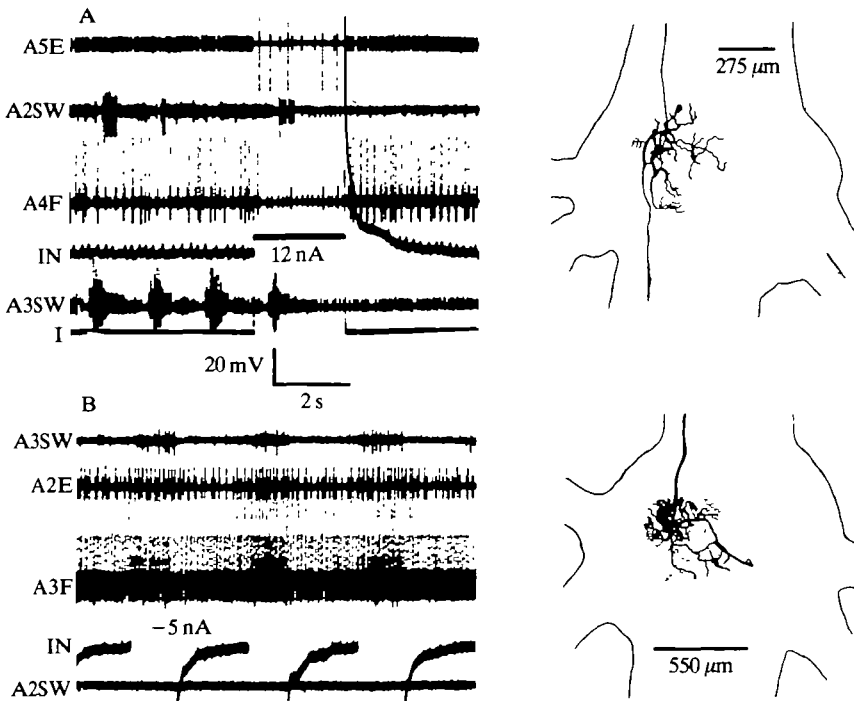 A
A5E
275 μm
A2SW
A4F
IN
12 nA
A3SW
I
20 mV
2 s
B
A3SW
A2E
A3F
−5 nA
IN
A2SW
550 μm